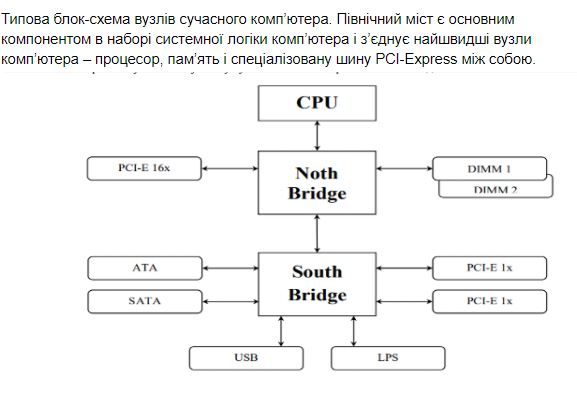 Типова блок-схема вузлів сучасного комп'ютера. Північний міст є основним
компонентом в наборі системної логіки комп'ютера і з'єднує найшвидші вузли
комп'ютера – процесор, пам'ять і спеціалізовану шину PCI-Express між собою.
CPU
PCI-E 16x
Noth
Bridge
DIMM 1
DIMM 2
ATA
SATA
South
Bridge
PCI-E 1x
PCI-E 1x
USB
LPS